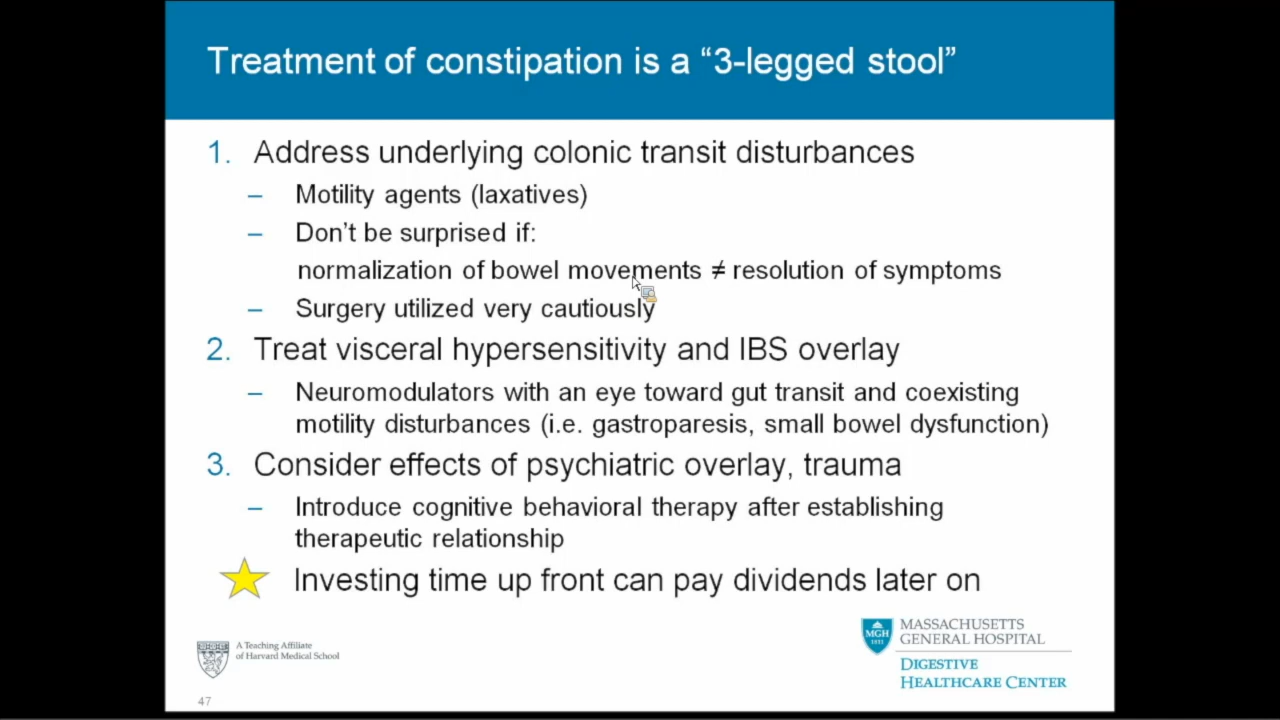 Treatment of constipation is a “3-legged stool”
1. Address underlying colonic transit disturbances
– Motility agents (laxatives)
– Don’t be surprised if:
normalization of bowel movements ≠ resolution of symptoms
– Surgery utilized very cautiously
2. Treat visceral hypersensitivity and IBS overlay
– Neuromodulators with an eye toward gut transit and coexisting
motility disturbances (i.e. gastroparesis, small bowel dysfunction)
3. Consider effects of psychiatric overlay, trauma
– Introduce cognitive behavioral therapy after establishing
therapeutic relationship
Investing time up front can pay dividends later on
A Teaching Affiliate
of Harvard Medical School
MGH
1811
MASSACHUSETTS
GENERAL HOSPITAL
DIGESTIVE
HEALTHCARE CENTER
47